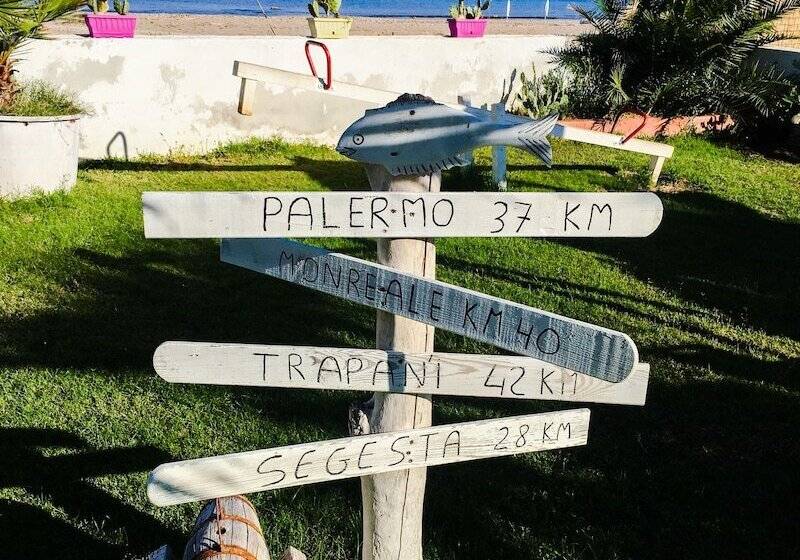 PALERMO 37 KM
MONREALE KM 40
TRAPANI 42 KM
SEGESTA 28 KM